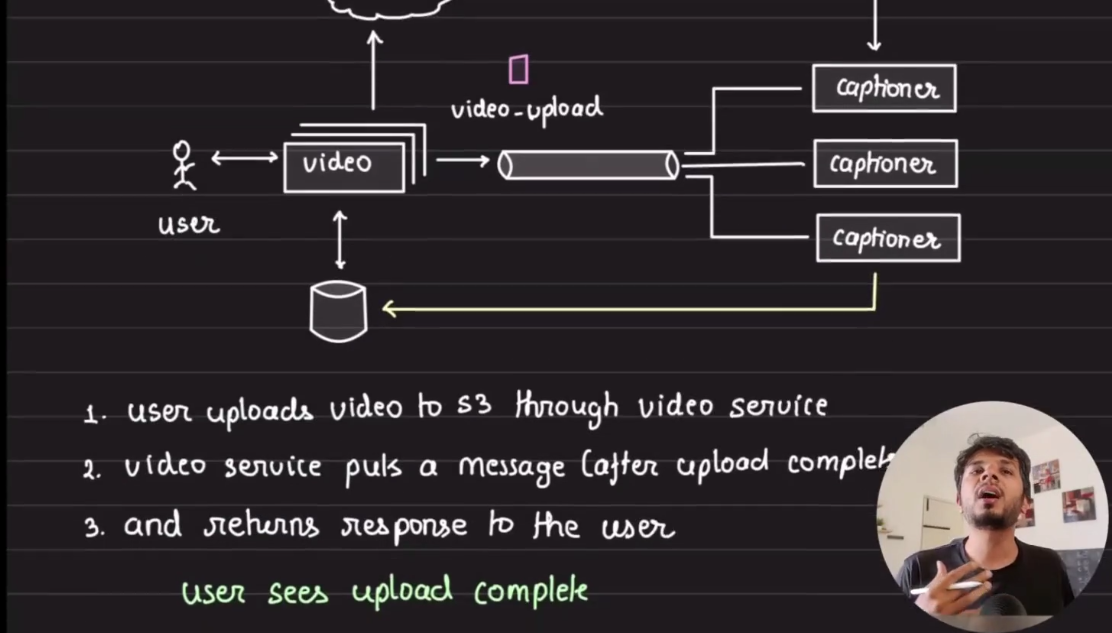 captioner
video-upload
video
captioner
user
captioner
1. user uploads video to S3 through video service
2. video service puts a message (after upload complet
3. and returns response to the user
user sees upload complete